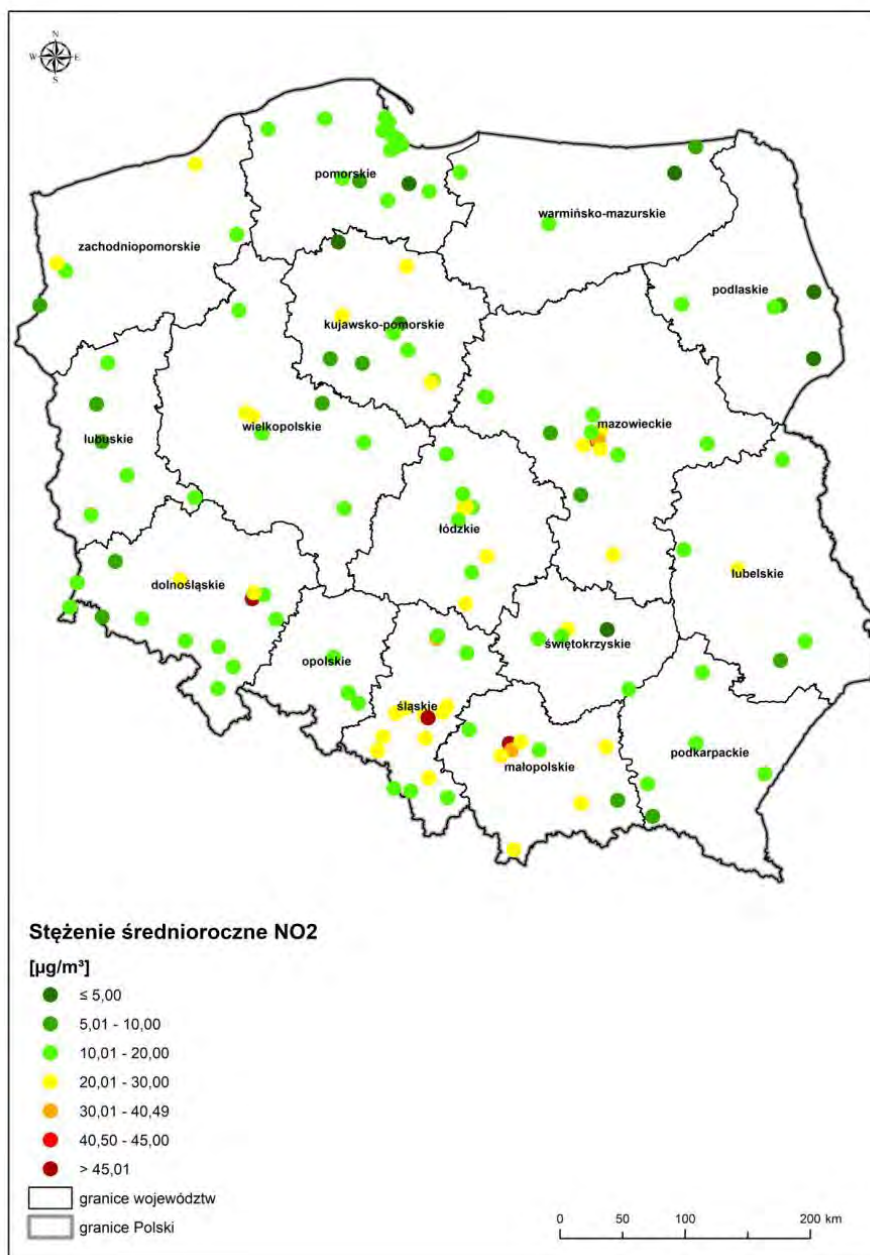 N
W E
S
pomorskie
warmińsko-mazurskie
zachodniopomorskie
podlaskie
kujawsko-pomorskie
mazowieckie
wielkopolskie
lubuskie
łódzkie
lubelskie
dolnośląskie
świętokrzyskie
opolskie
śląskie
podkarpackie
małopolskie
Stężenie średnioroczne NO2
[µg/m³]
≤ 5,00
5,01 - 10,00
10,01 - 20,00
20,01 - 30,00
30,01 - 40,49
40,50 - 45,00
> 45,01
granice województw
granice Polski
0 50 100 200 km